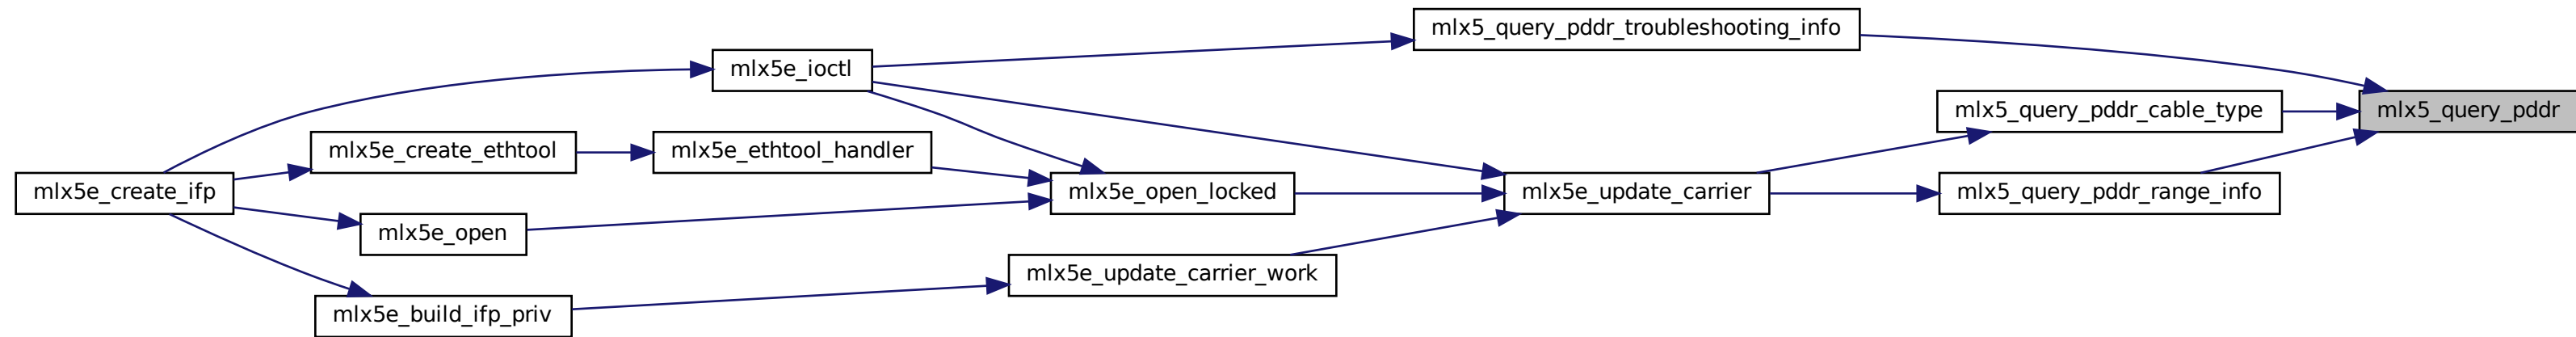 mlx5_query_pddr_troubleshooting_info
mlx5e_ioctl
mlx5_query_pddr_cable_type
mlx5_query_pddr
mlx5e_create_ethtool
mlx5e_ethtool_handler
mlx5e_create_ifp
mlx5e_open_locked
mlx5e_update_carrier
mlx5_query_pddr_range_info
mlx5e_open
mlx5e_update_carrier_work
mlx5e_build_ifp_priv